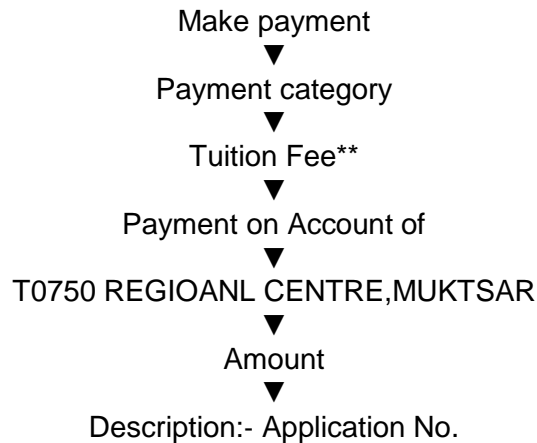 Make payment
▼
Payment category
▼
Tuition Fee**
▼
Payment on Account of
▼
T0750 REGIOANL CENTRE,MUKTSAR
▼
Amount
▼
Description:- Application No.